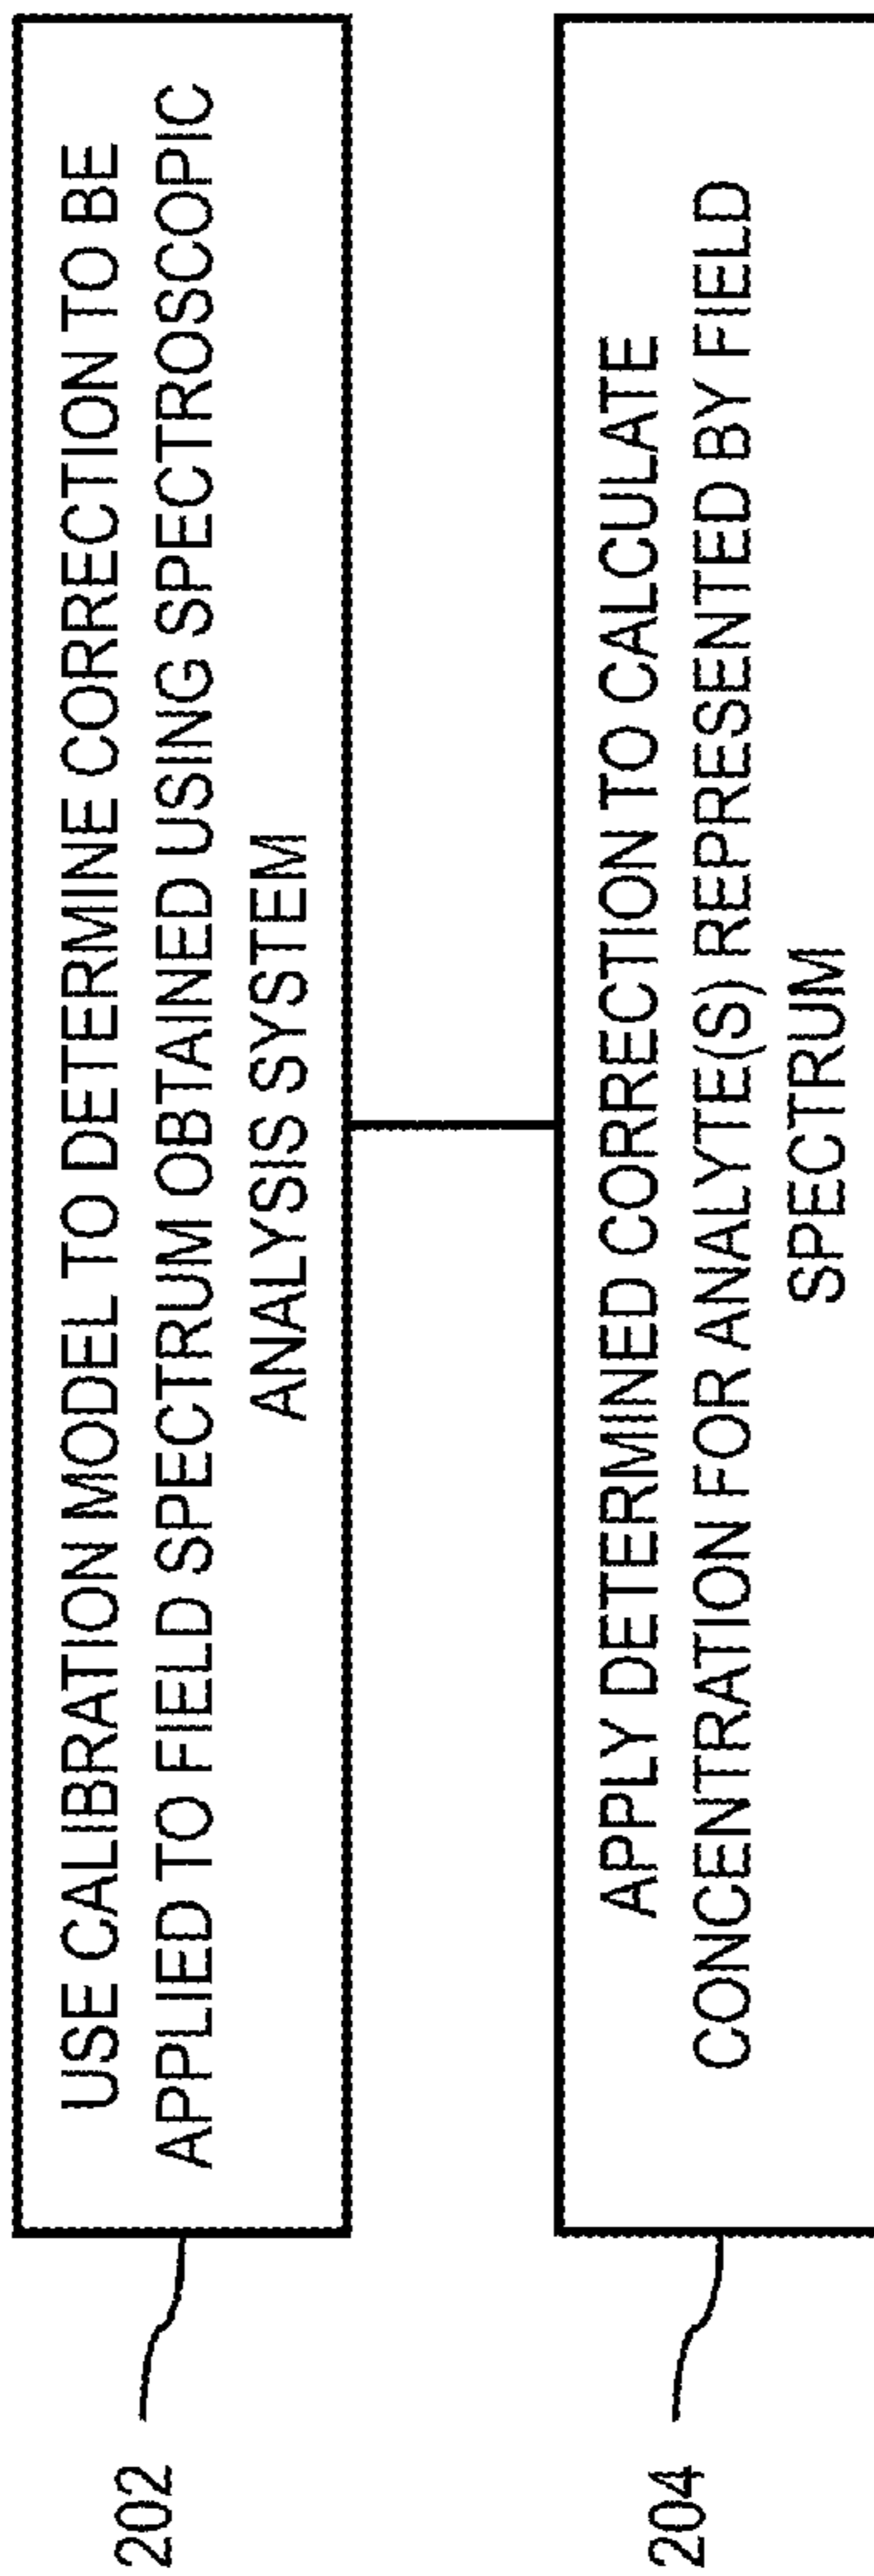 202
USE CALIBRATION MODEL TO DETERMINE CORRECTION TO BE
APPLIED TO FIELD SPECTRUM OBTAINED USING SPECTROSCOPIC
ANALYSIS SYSTEM
204
APPLY DETERMINED CORRECTION TO CALCULATE
CONCENTRATION FOR ANALYTE(S) REPRESENTED BY FIELD
SPECTRUM